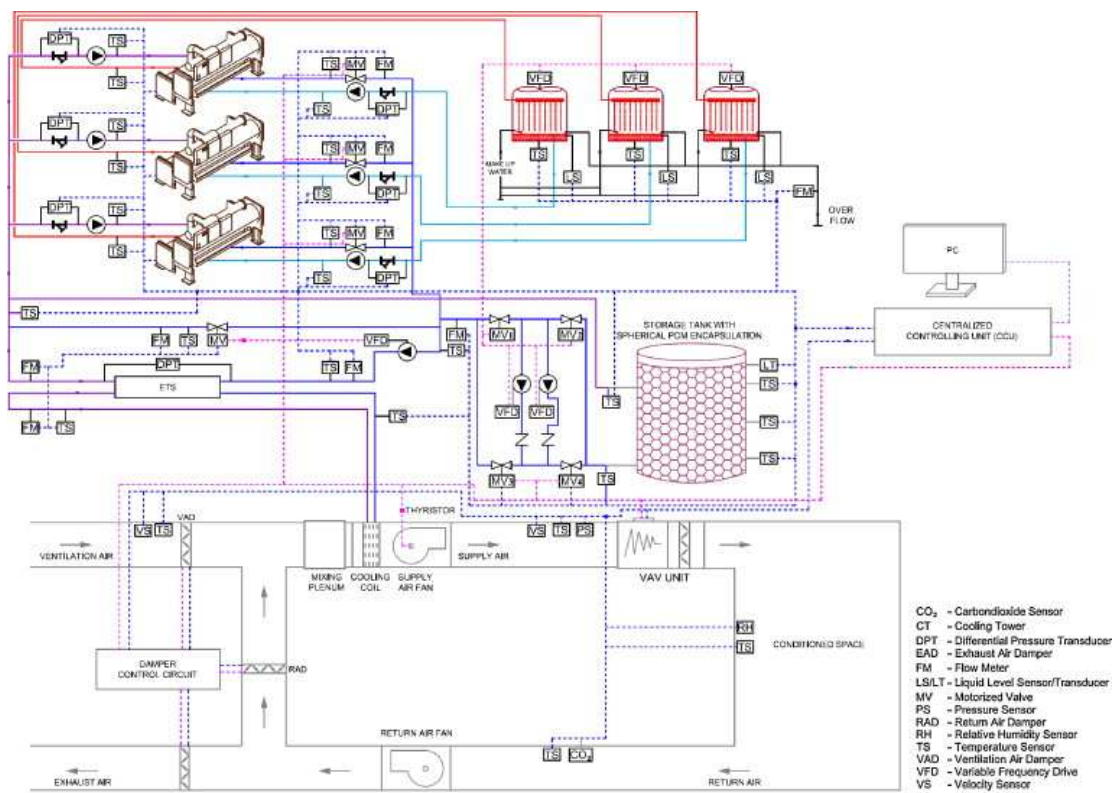 DPT
TS
TS
TS
MV
FM
TS
DPT
DPT
TS
TS
TS
MV
FM
TS
DPT
DPT
TS
TS
TS
MV
FM
TS
DPT
VFD
VFD
VFD
TS
TS
TS
MAKE UP
WATER
LS
LS
LS
FM
OVER
FLOW
PC
CENTRALIZED
CONTROLLING UNIT (CCU)
TS
FM
TS
MV
VFD
FM
TS
MV1
MV2
STORAGE TANK WITH
SPHERICAL PCM ENCAPSULATION
FM
DPT
ETS
TS
FM
VFD
VFD
TS
LT
TS
TS
TS
FM
TS
TS
MV3
MV4
TS
THYRISTOR
VAD
VS
TS
VS
TS
PS
VENTILATION AIR
MIXING
PLENUM
COOLING
COIL
SUPPLY
AIR FAN
SUPPLY AIR
VAV UNIT
RH
TS
CONDITIONED SPACE
DAMPER
CONTROL CIRCUIT
RAD
RETURN AIR FAN
TS
CO₂
EXHAUST AIR
RETURN AIR
CO₂ - Carbondioxide Sensor
CT - Cooling Tower
DPT - Differential Pressure Transducer
EAD - Exhaust Air Damper
FM - Flow Meter
LS/LT - Liquid Level Sensor/Transducer
MV - Motorized Valve
PS - Pressure Sensor
RAD - Return Air Damper
RH - Relative Humidity Sensor
TS - Temperature Sensor
VAD - Ventilation Air Damper
VFD - Variable Frequency Drive
VS - Velocity Sensor